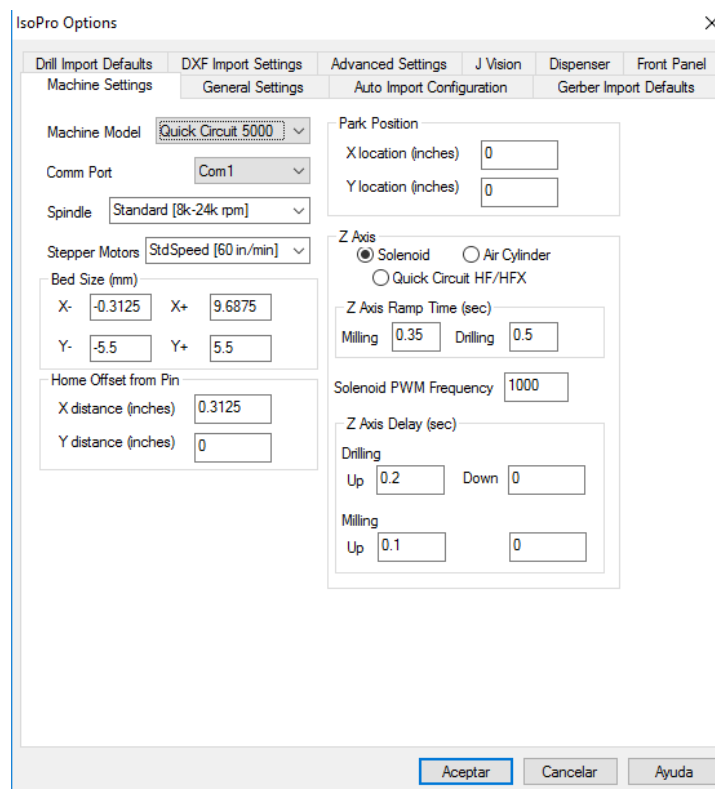 IsoPro Options
Drill Import Defaults DXF Import Settings Advanced Settings J Vision Dispenser Front Panel
Machine Settings General Settings Auto Import Configuration Gerber Import Defaults
Machine Model Quick Circuit 5000
Comm Port Com1
Spindle Standard [8k-24k rpm]
Stepper Motors StdSpeed [60 in/min]
Bed Size (mm)
X- -0.3125 X+ 9.6875
Y- -5.5 Y+ 5.5
Home Offset from Pin
X distance (inches) 0.3125
Y distance (inches) 0
Park Position
X location (inches) 0
Y location (inches) 0
Z Axis
Solenoid Air Cylinder
Quick Circuit HF/HFX
Z Axis Ramp Time (sec)
Milling 0.35 Drilling 0.5
Solenoid PWM Frequency 1000
Z Axis Delay (sec)
Drilling
Up 0.2 Down 0
Milling
Up 0.1 0
Aceptar Cancelar Ayuda